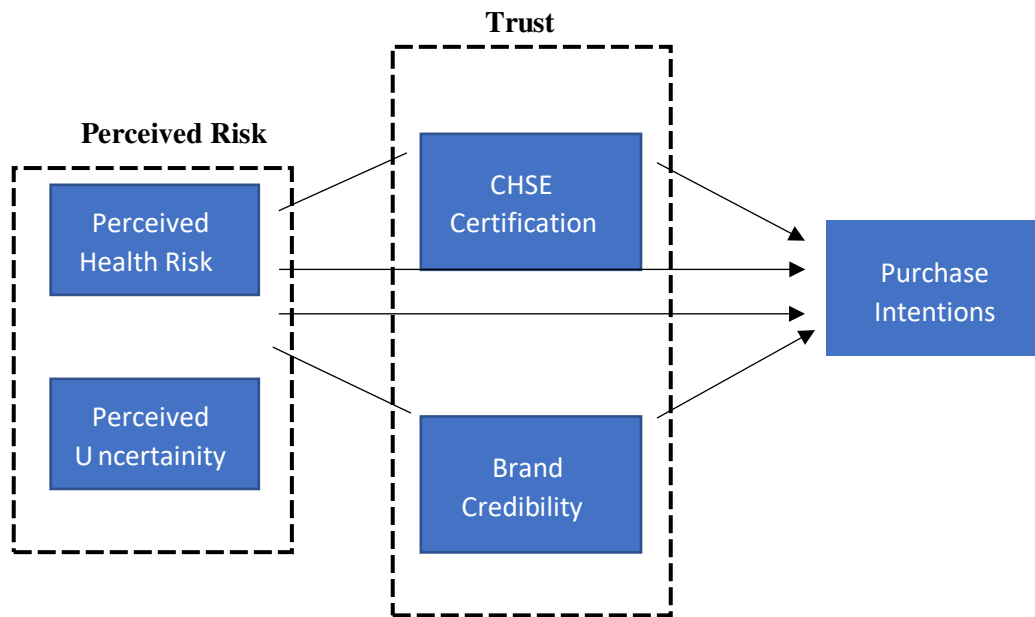 Trust
Perceived Risk
CHSE
Certification
Perceived
Health Risk
Purchase
Intentions
Perceived
U ncertainity
Brand
Credibility